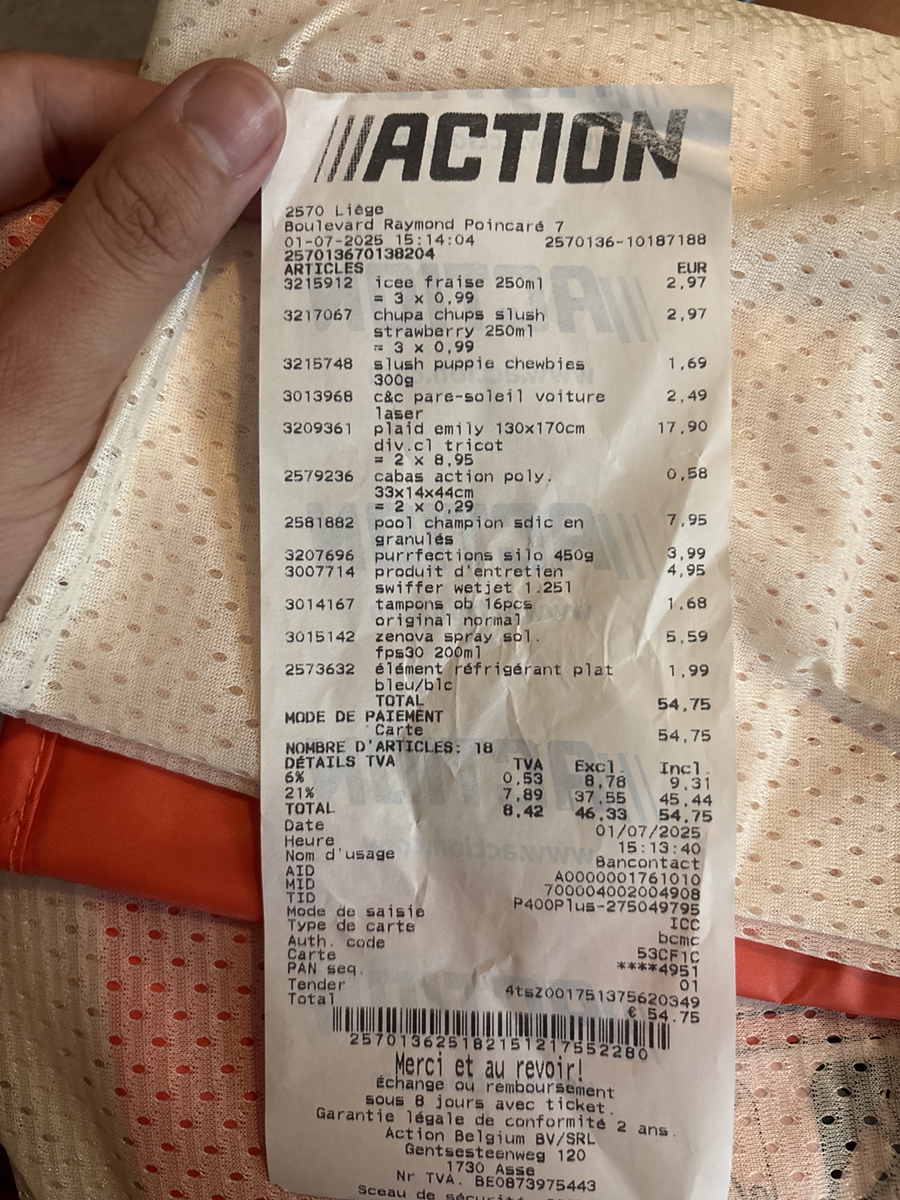 ACTION
2570 Liège
Boulevard Raymond Poincaré 7
01-07-2025 15:14:04 2570136-10187188
257013670138204
ARTICLES EUR
3215912 icee fraise 250ml 2,97
= 3 x 0,99
3217067 chupa chups slush 2,97
strawberry 250ml
= 3 x 0,99
3215748 slush puppie chewbies 1,69
300g
3013968 c&c pare-soleil voiture 2,49
laser
3209361 plaid emily 130x170cm 17,90
div.cl tricot
= 2 x 8,95
2579236 cabas action poly. 0,58
33x14x44cm
= 2 x 0,29
2581882 pool champion sdic en 7,95
granulés
3207696 purrfections silo 450g 3,99
3007714 produit d'entretien 4,95
swiffer wetjet 1.25l
3014167 tampons ob 16pcs 1,68
original normal
3015142 zenova spray sol. 5,59
fps30 200ml
2573632 élément réfrigérant plat 1,99
bleu/blc
TOTAL 54,75
MODE DE PAIEMENT
Carte 54,75
NOMBRE D'ARTICLES: 18
DÉTAILS TVA TVA Excl. Incl.
6% 0,53 8,78 9,31
21% 7,89 37,55 45,44
TOTAL 8,42 46,33 54,75
Date 01/07/2025
Heure 15:13:40
Nom d'usage Bancontact
AID A0000001761010
MID 700004002004908
TID P400Plus-275049795
Mode de saisie ICC
Type de carte bcmc
Auth. code 53CF1C
Carte ****4951
PAN seq. 01
Tender 4tsZ001751375620349
Total € 54.75
257013625182151217552280
Merci et au revoir!
Échange ou remboursement
sous 8 jours avec ticket.
Garantie légale de conformité 2 ans.
Action Belgium BV/SRL
Gentsesteenweg 120
1730 Asse
Nr TVA. BE0873975443
Sceau de sécurité